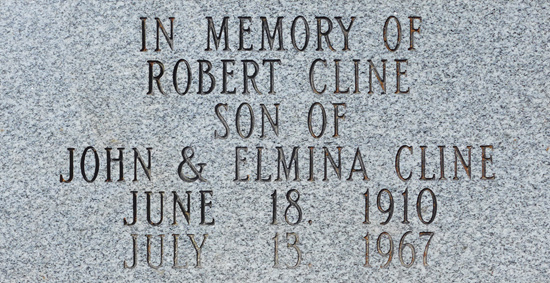 IN MEMORY OF
ROBERT CLINE
SON OF
JOHN & ELMINA CLINE
JUNE 18. 1910
JULY 13. 1967